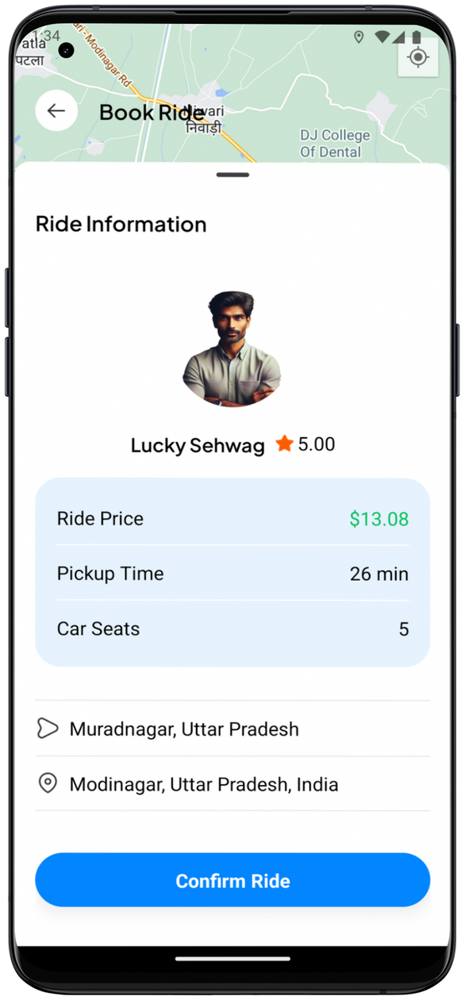 1:34
atla
पटला
ari - Modinagar Rd
Book Ride
Niwari
निवाड़ी
DJ College
Of Dental
Ride Information
Lucky Sehwag 5.00
Ride Price $13.08
Pickup Time 26 min
Car Seats 5
Muradnagar, Uttar Pradesh
Modinagar, Uttar Pradesh, India
Confirm Ride